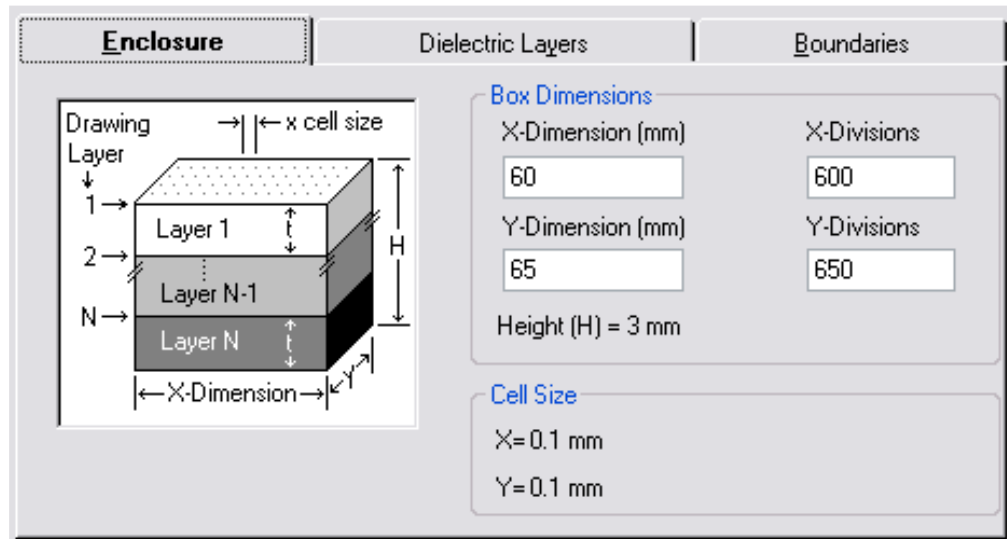 Enclosure
Dielectric Layers
Boundaries
Drawing
Layer
x cell size
1
Layer 1
t
H
2
Layer N-1
N
Layer N
t
X-Dimension
Y
Box Dimensions
X-Dimension (mm)
X-Divisions
60
600
Y-Dimension (mm)
Y-Divisions
65
650
Height (H) = 3 mm
Cell Size
X= 0.1 mm
Y= 0.1 mm